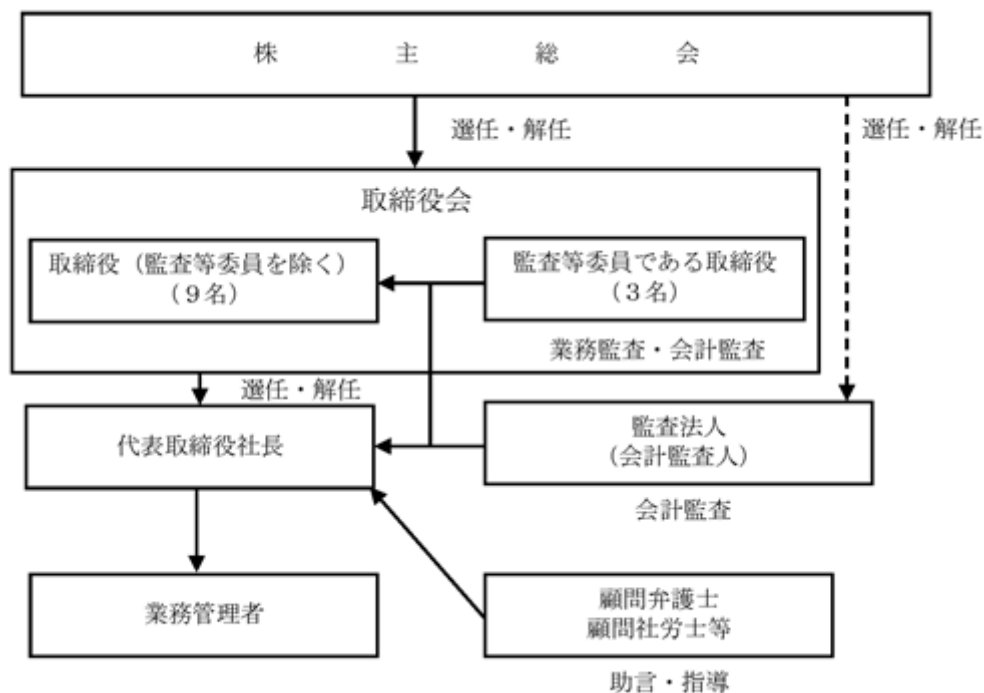 株主総会
選任・解任
選任・解任
取締役会
取締役（監査等委員を除く）
（９名）
監査等委員である取締役
（３名）
業務監査・会計監査
選任・解任
代表取締役社長
監査法人
（会計監査人）
会計監査
業務管理者
顧問弁護士
顧問社労士等
助言・指導